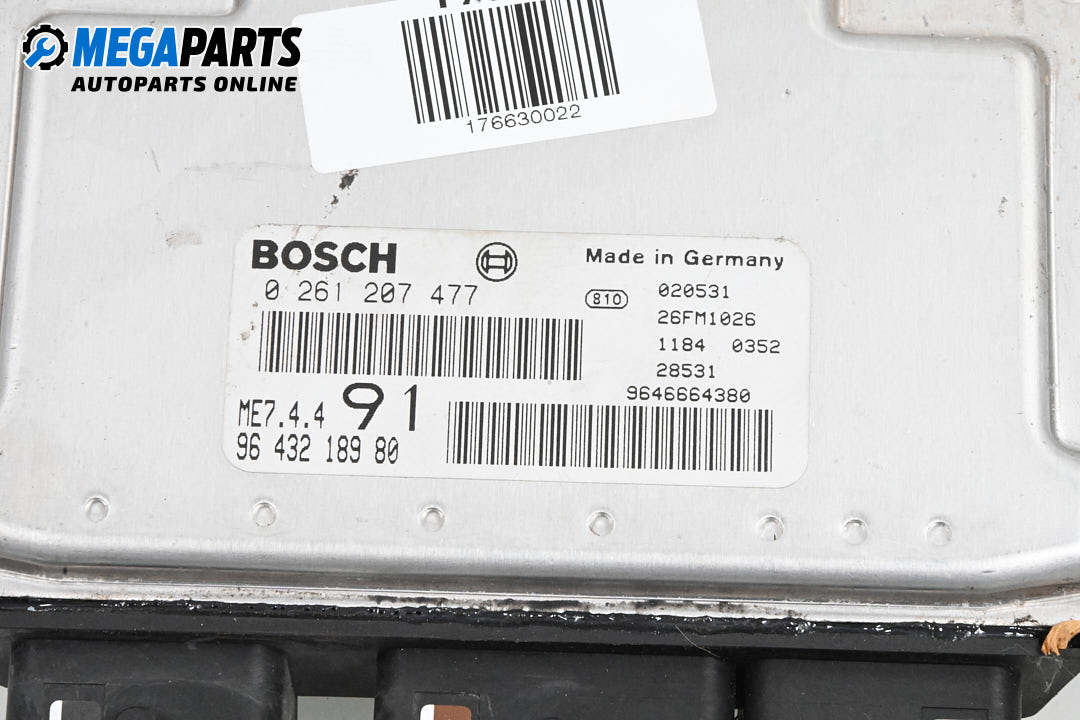 MEGAPARTS
AUTOPARTS ONLINE
176630022
BOSCH
Made in Germany
0 261 207 477
810
020531
26FM1026
1184 0352
28531
9646664380
ME7.4.4 91
96 432 189 80